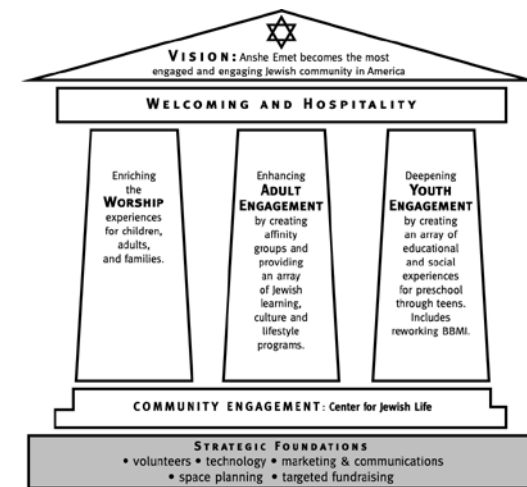 VISION: Anshe Emet becomes the most
engaged and engaging Jewish community in America
WELCOMING AND HOSPITALITY
Enriching
the
WORSHIP
experiences
for children,
adults,
and families.
Enhancing
ADULT
ENGAGEMENT
by creating
affinity
groups and
providing
an array
of Jewish
learning,
culture and
lifestyle
programs.
Deepening
YOUTH
ENGAGEMENT
by creating
an array of
educational
and social
experiences
for preschool
through teens.
Includes
reworking BBMI.
COMMUNITY ENGAGEMENT: Center for Jewish Life
STRATEGIC FOUNDATIONS
• volunteers • technology • marketing & communications
• space planning • targeted fundraising